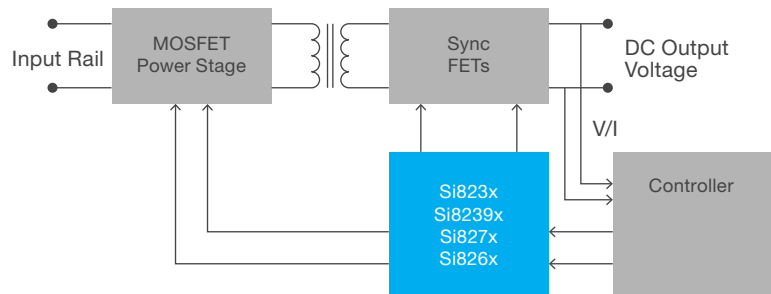 Input Rail
MOSFET
Power Stage
Sync
FETs
DC Output
Voltage
V/I
Si823x
Si8239x
Si827x
Si826x
Controller